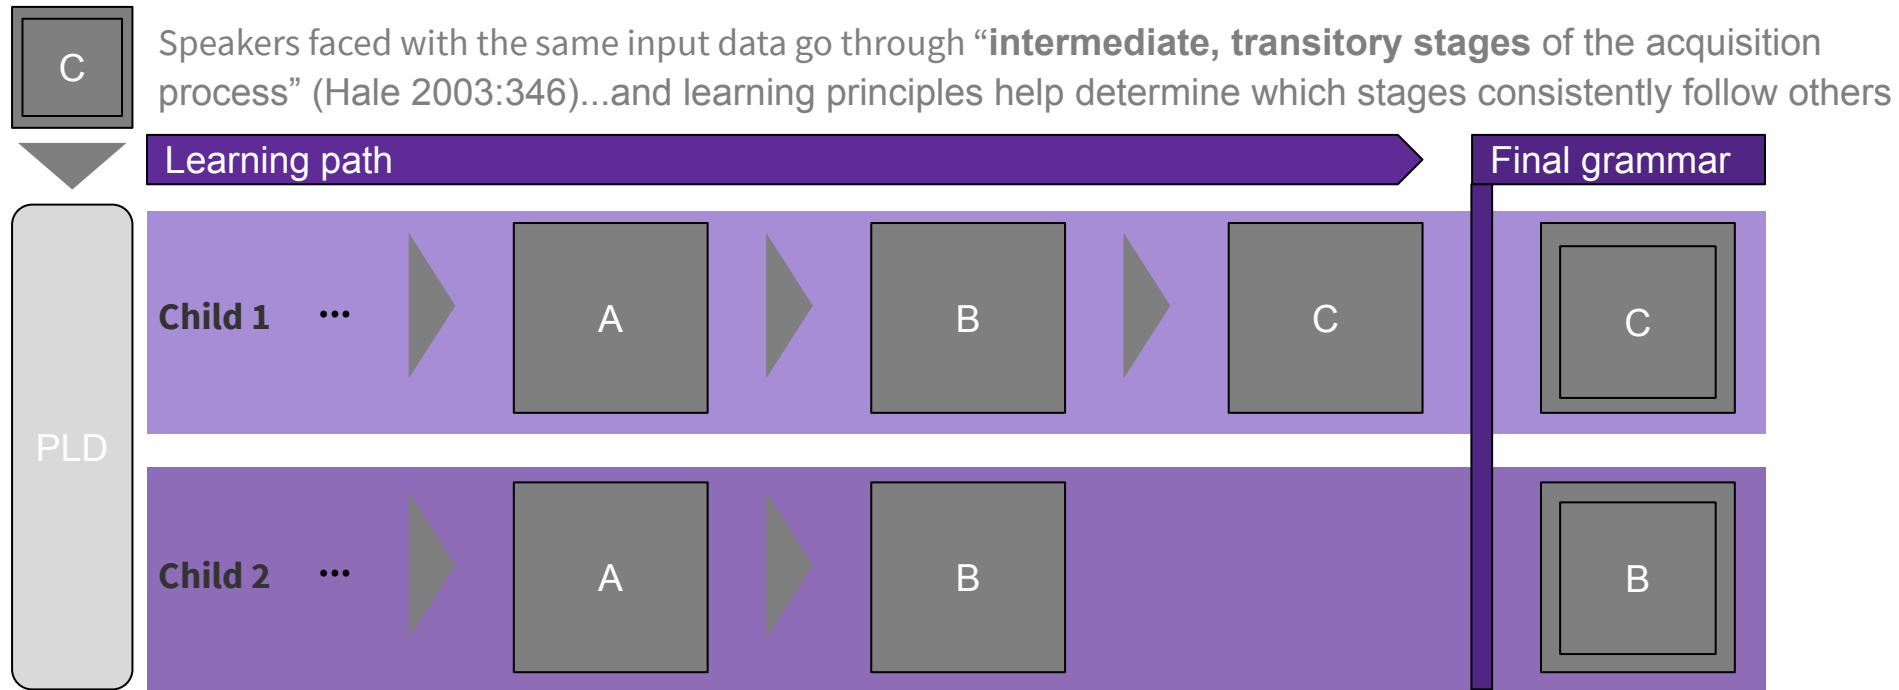 C
Speakers faced with the same input data go through “intermediate, transitory stages of the acquisition
process” (Hale 2003:346)...and learning principles help determine which stages consistently follow others
Learning path
Final grammar
PLD
Child 1 ... A B C C
Child 2 ... A B B